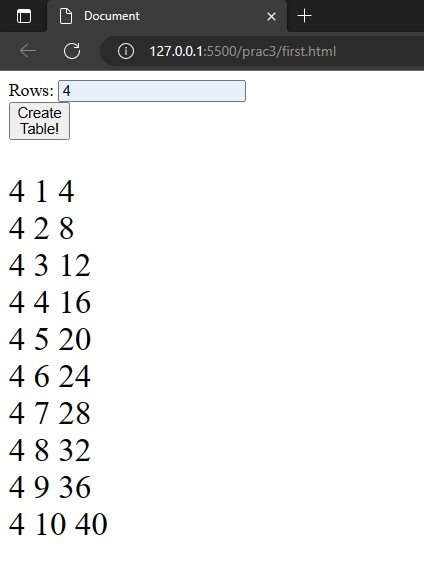 Document
127.0.0.1:5500/prac3/first.html
Rows: 4
Create
Table!
4 1 4
4 2 8
4 3 12
4 4 16
4 5 20
4 6 24
4 7 28
4 8 32
4 9 36
4 10 40